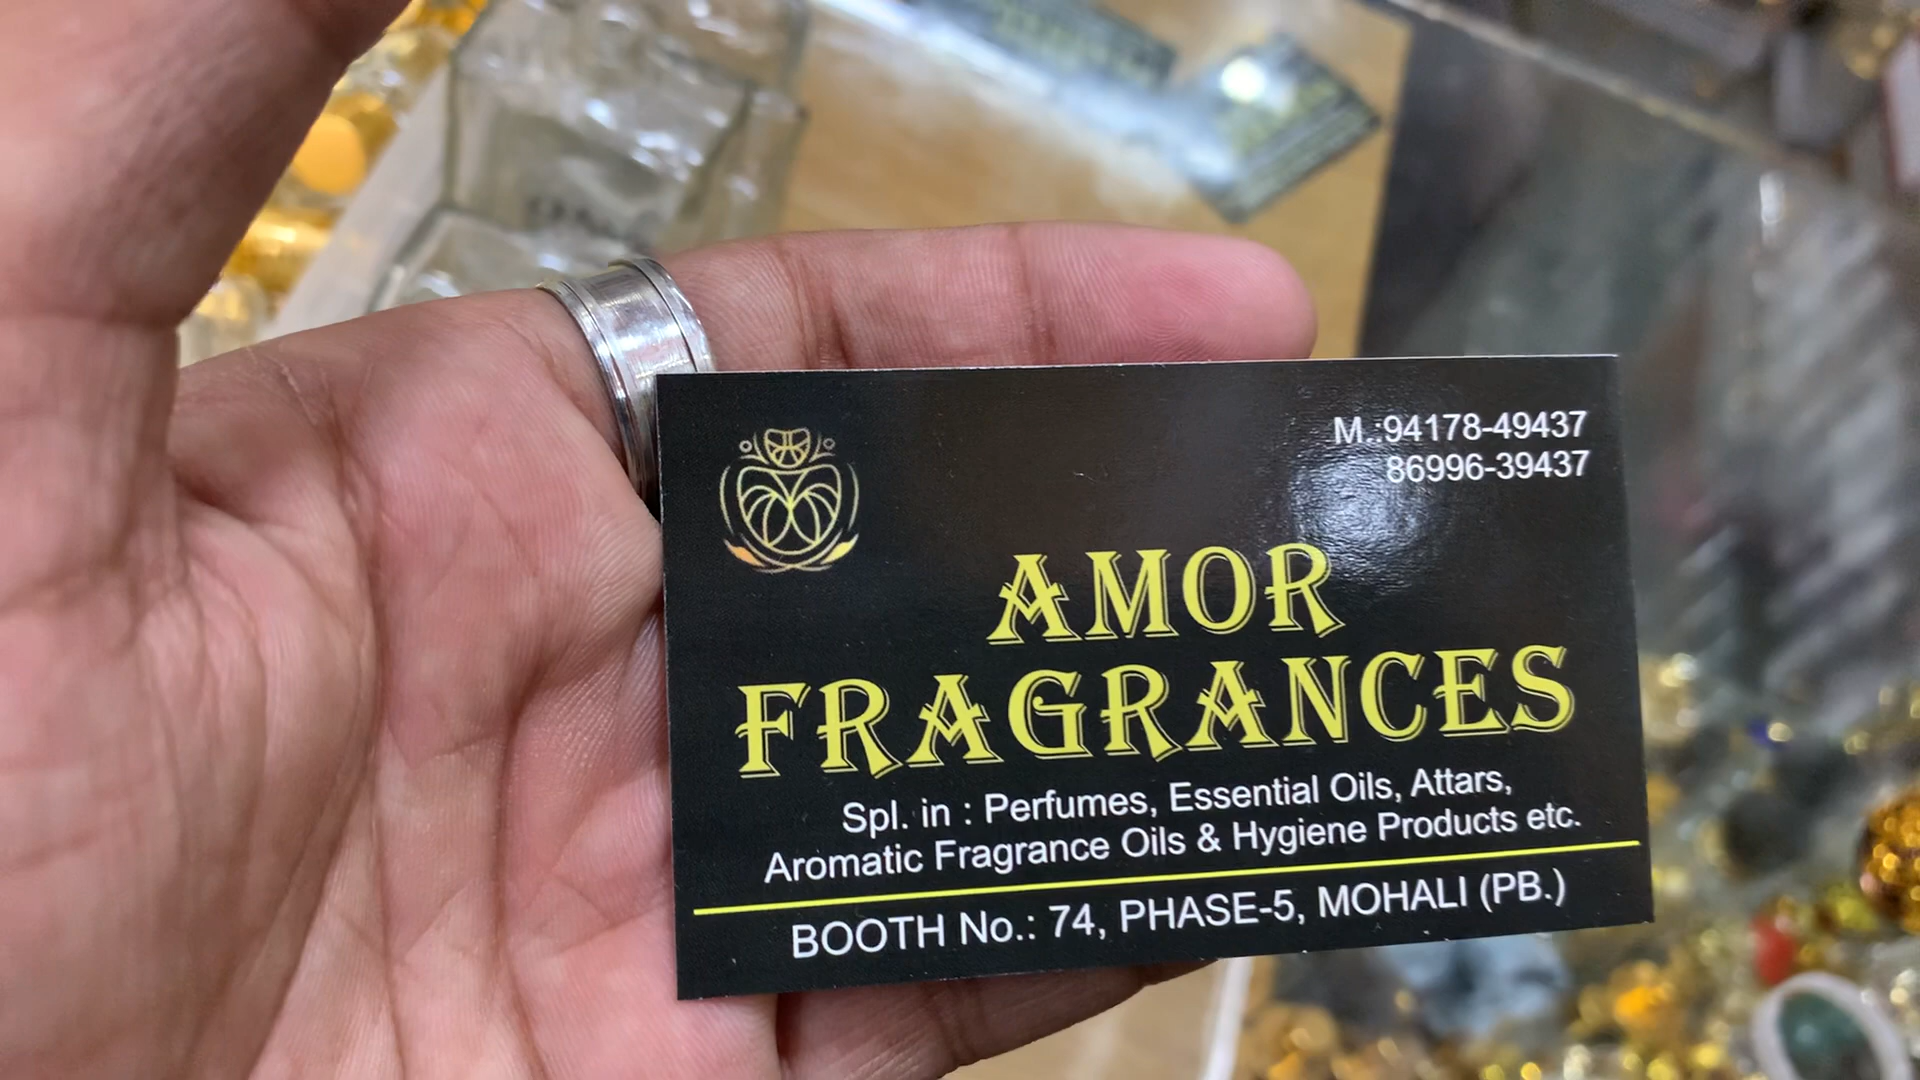 M.:94178-49437
86996-39437
AMOR
FRAGRANCES
Spl. in : Perfumes, Essential Oils, Attars,
Aromatic Fragrance Oils & Hygiene Products etc.
BOOTH No.: 74, PHASE-5, MOHALI (PB.)